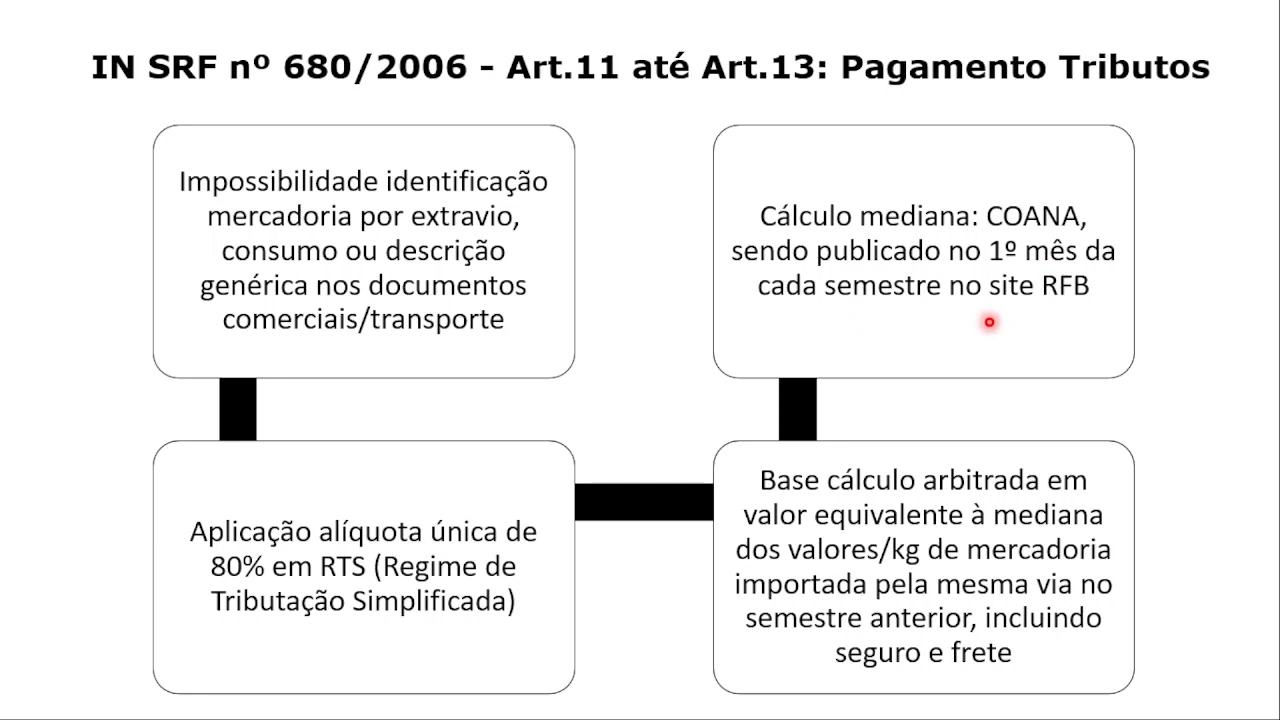 IN SRF nº 680/2006 - Art.11 até Art.13: Pagamento Tributos
Impossibilidade identificação
mercadoria por extravio,
consumo ou descrição
genérica nos documentos
comerciais/transporte
Aplicação alíquota única de
80% em RTS (Regime de
Tributação Simplificada)
Base cálculo arbitrada em
valor equivalente à mediana
dos valores/kg de mercadoria
importada pela mesma via no
semestre anterior, incluindo
seguro e frete
Cálculo mediana: COANA,
sendo publicado no 1º mês da
cada semestre no site RFB